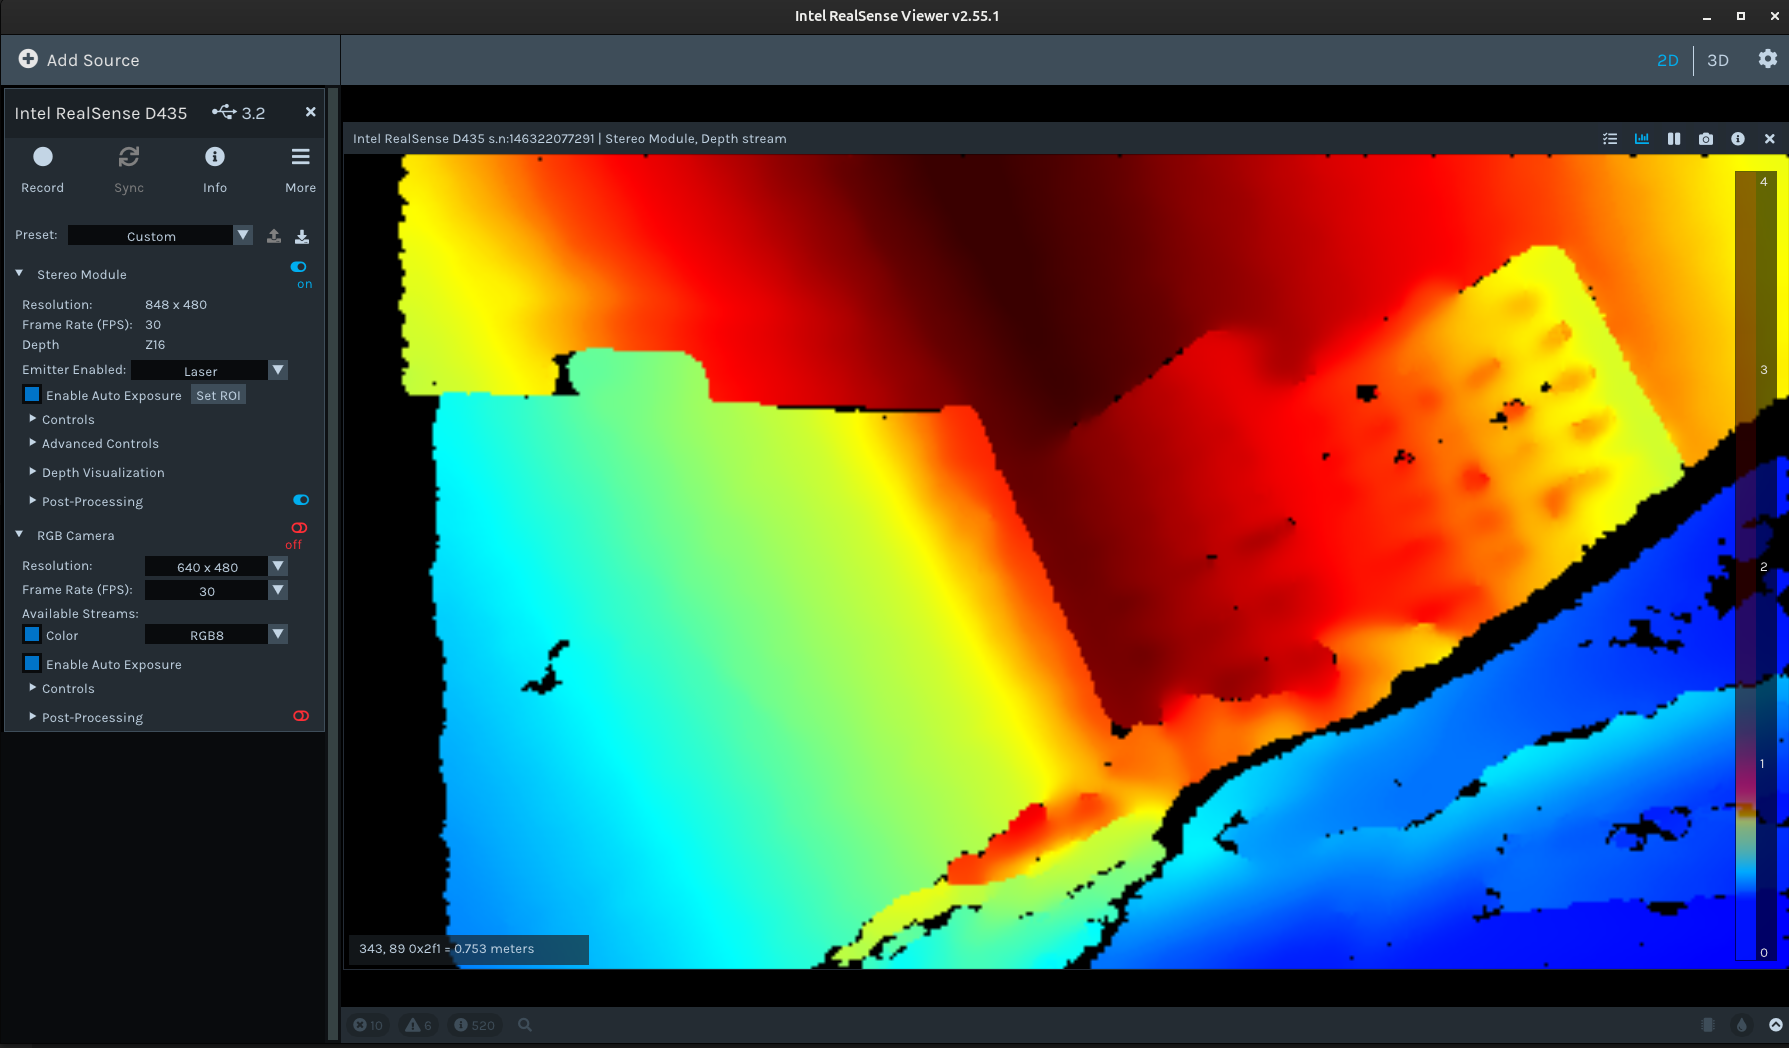 Intel RealSense Viewer v2.55.1
Add Source
2D
3D
Intel RealSense D435
3.2
Intel RealSense D435 s.n:146322077291 | Stereo Module, Depth stream
Record
Sync
Info
More
Preset:
Custom
Stereo Module
on
Resolution:
848 x 480
Frame Rate (FPS):
30
Depth
Z16
Emitter Enabled:
Laser
Enable Auto Exposure
Set ROI
Controls
Advanced Controls
Depth Visualization
Post-Processing
RGB Camera
off
Resolution:
640 x 480
Frame Rate (FPS):
30
Available Streams:
Color
RGB8
Enable Auto Exposure
Controls
Post-Processing
4
3
2
1
0
343, 89 0x2f1 = 0.753 meters
10
6
520